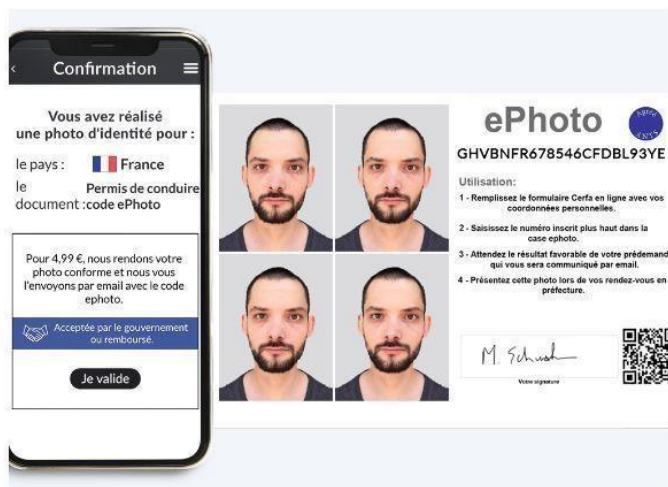 Confirmation
Vous avez réalisé
une photo d'identité pour :
le pays :
France
le
document :
Permis de conduire
code ePhoto
Pour 4,99 €, nous rendons votre
photo conforme et nous vous
l'envoyons par email avec le code
ephoto.
Acceptée par le gouvernement
ou remboursé.
Je valide
ePhoto
Agréé
ANTS
GHVBNFR678546CFDBL93YE
Utilisation:
1 - Remplissez le formulaire Cerfa en ligne avec vos
coordonnées personnelles.
2 - Saisissez le numéro inscrit plus haut dans la
case ephoto.
3 - Attendez le résultat favorable de votre prédemand
qui vous sera communiqué par email.
4 - Présentez cette photo lors de vos rendez-vous en
préfecture.
Votre signature